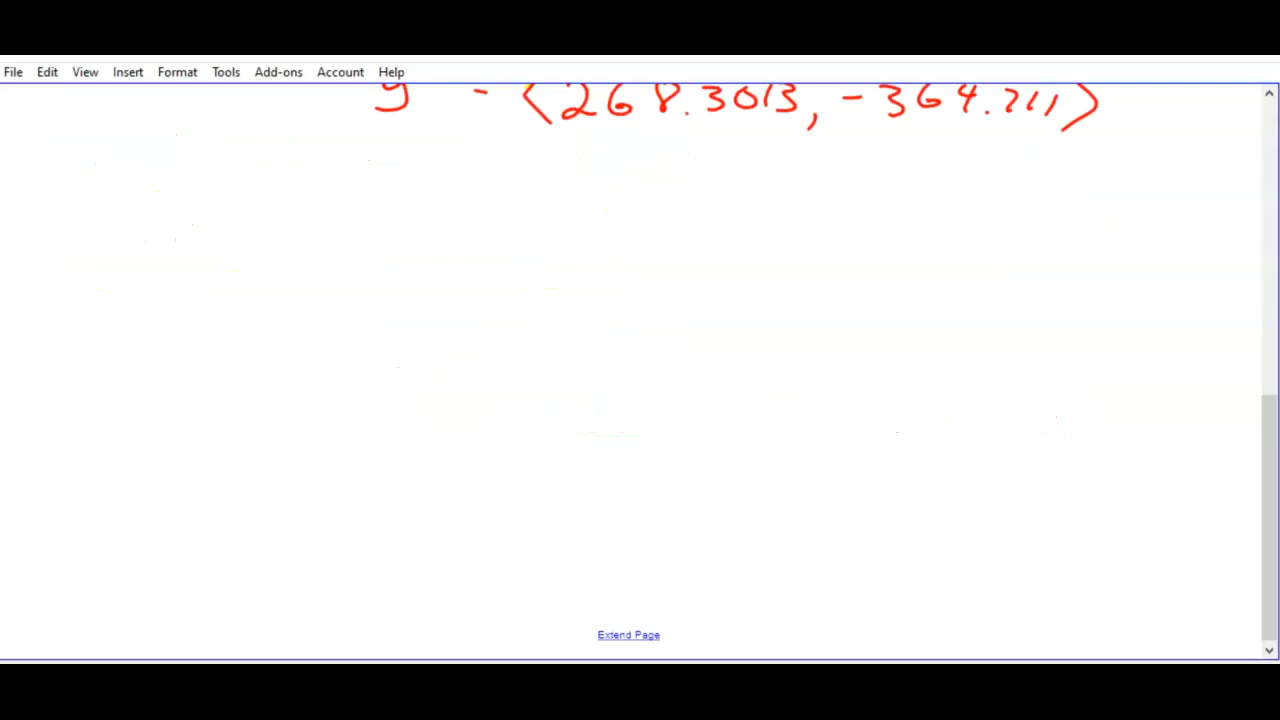 File Edit View Insert Format Tools Add-ons Account Help
y = ⟨268.3013, -364.711⟩
Extend Page